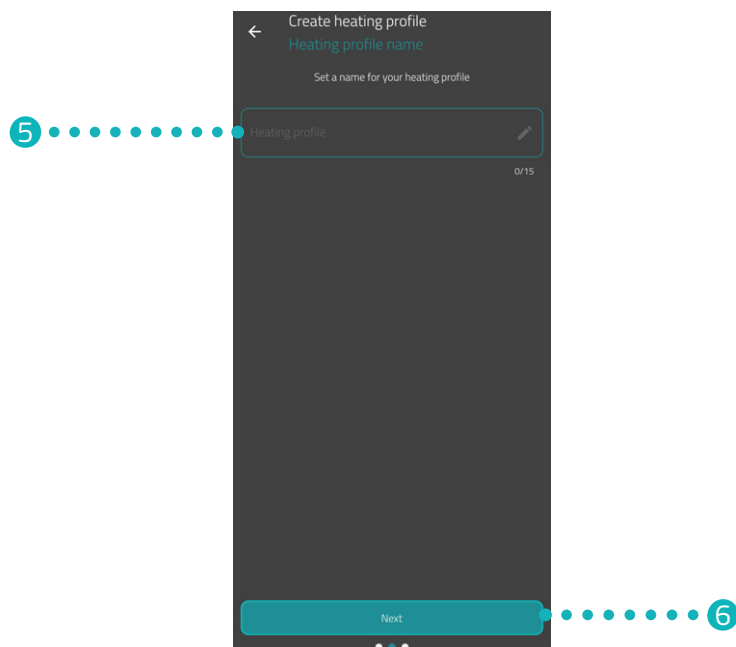 Create heating profile
Heating profile name
Set a name for your heating profile
5
Heating profile
0/15
Next
6